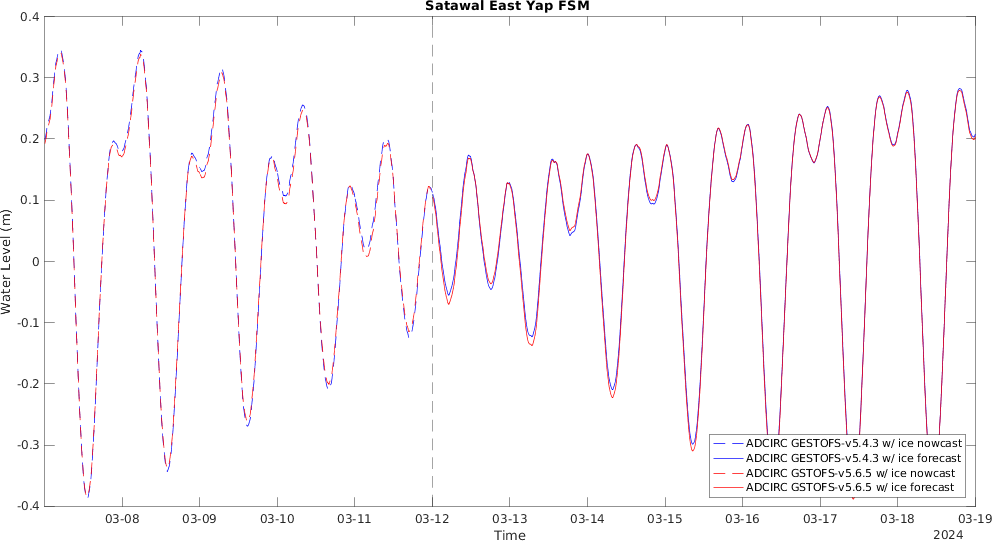 Satawal East Yap FSM
Water Level (m)
0.4
0.3
0.2
0.1
0
-0.1
-0.2
-0.3
-0.4
ADCIRC GESTOFS-v5.4.3 w/ ice nowcast
ADCIRC GESTOFS-v5.4.3 w/ ice forecast
ADCIRC GSTOFS-v5.6.5 w/ ice nowcast
ADCIRC GSTOFS-v5.6.5 w/ ice forecast
03-08 03-09 03-10 03-11 03-12 03-13 03-14 03-15 03-16 03-17 03-18 03-19
Time
2024